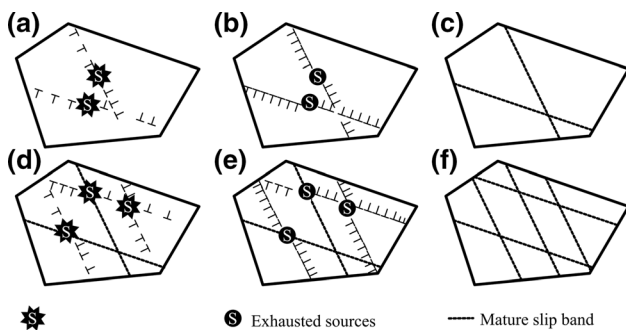 (a) (b) (c)
S S
S S
(d) (e) (f)
S S S S
S S
S S Exhausted sources Mature slip band